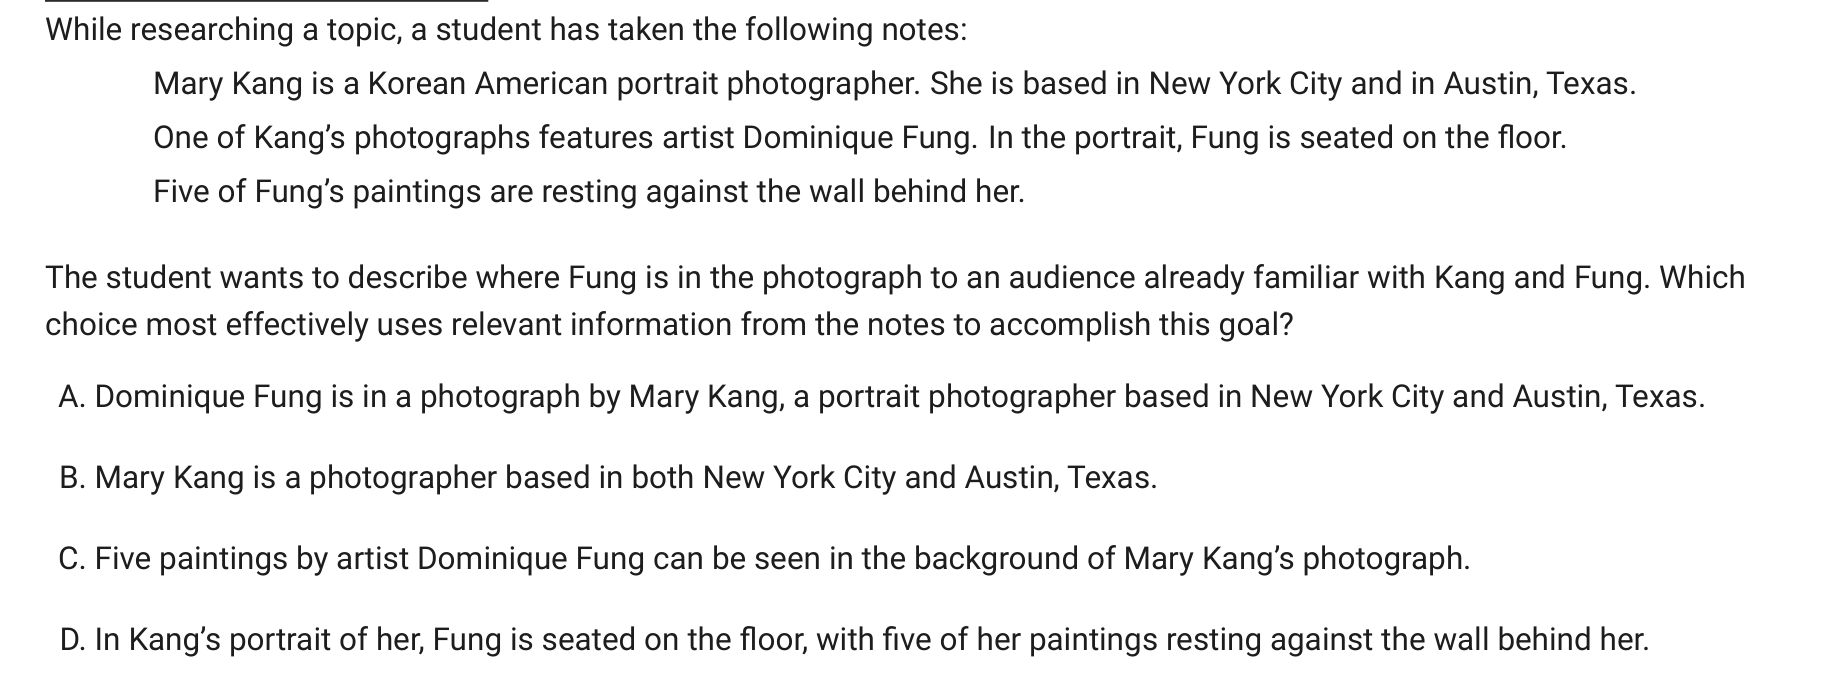 While researching a topic, a student has taken the following notes:
Mary Kang is a Korean American portrait photographer. She is based in New York City and in Austin, Texas.
One of Kang’s photographs features artist Dominique Fung. In the portrait, Fung is seated on the floor.
Five of Fung’s paintings are resting against the wall behind her.
The student wants to describe where Fung is in the photograph to an audience already familiar with Kang and Fung. Which
choice most effectively uses relevant information from the notes to accomplish this goal?
A. Dominique Fung is in a photograph by Mary Kang, a portrait photographer based in New York City and Austin, Texas.
B. Mary Kang is a photographer based in both New York City and Austin, Texas.
C. Five paintings by artist Dominique Fung can be seen in the background of Mary Kang’s photograph.
D. In Kang’s portrait of her, Fung is seated on the floor, with five of her paintings resting against the wall behind her.